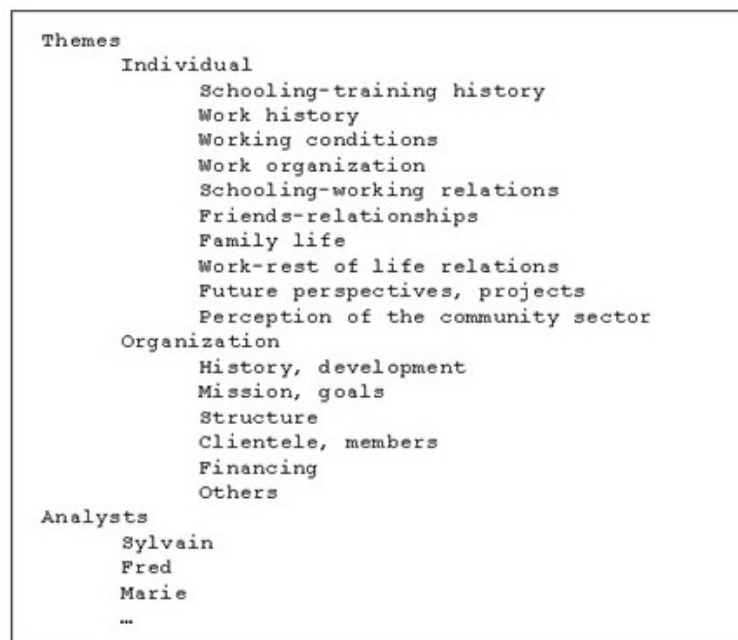 Themes
Individual
Schooling-training history
Work history
Working conditions
Work organization
Schooling-working relations
Friends-relationships
Family life
Work-rest of life relations
Future perspectives, projects
Perception of the community sector
Organization
History, development
Mission, goals
Structure
Clientele, members
Financing
Others
Analysts
Sylvain
Fred
Marie
…